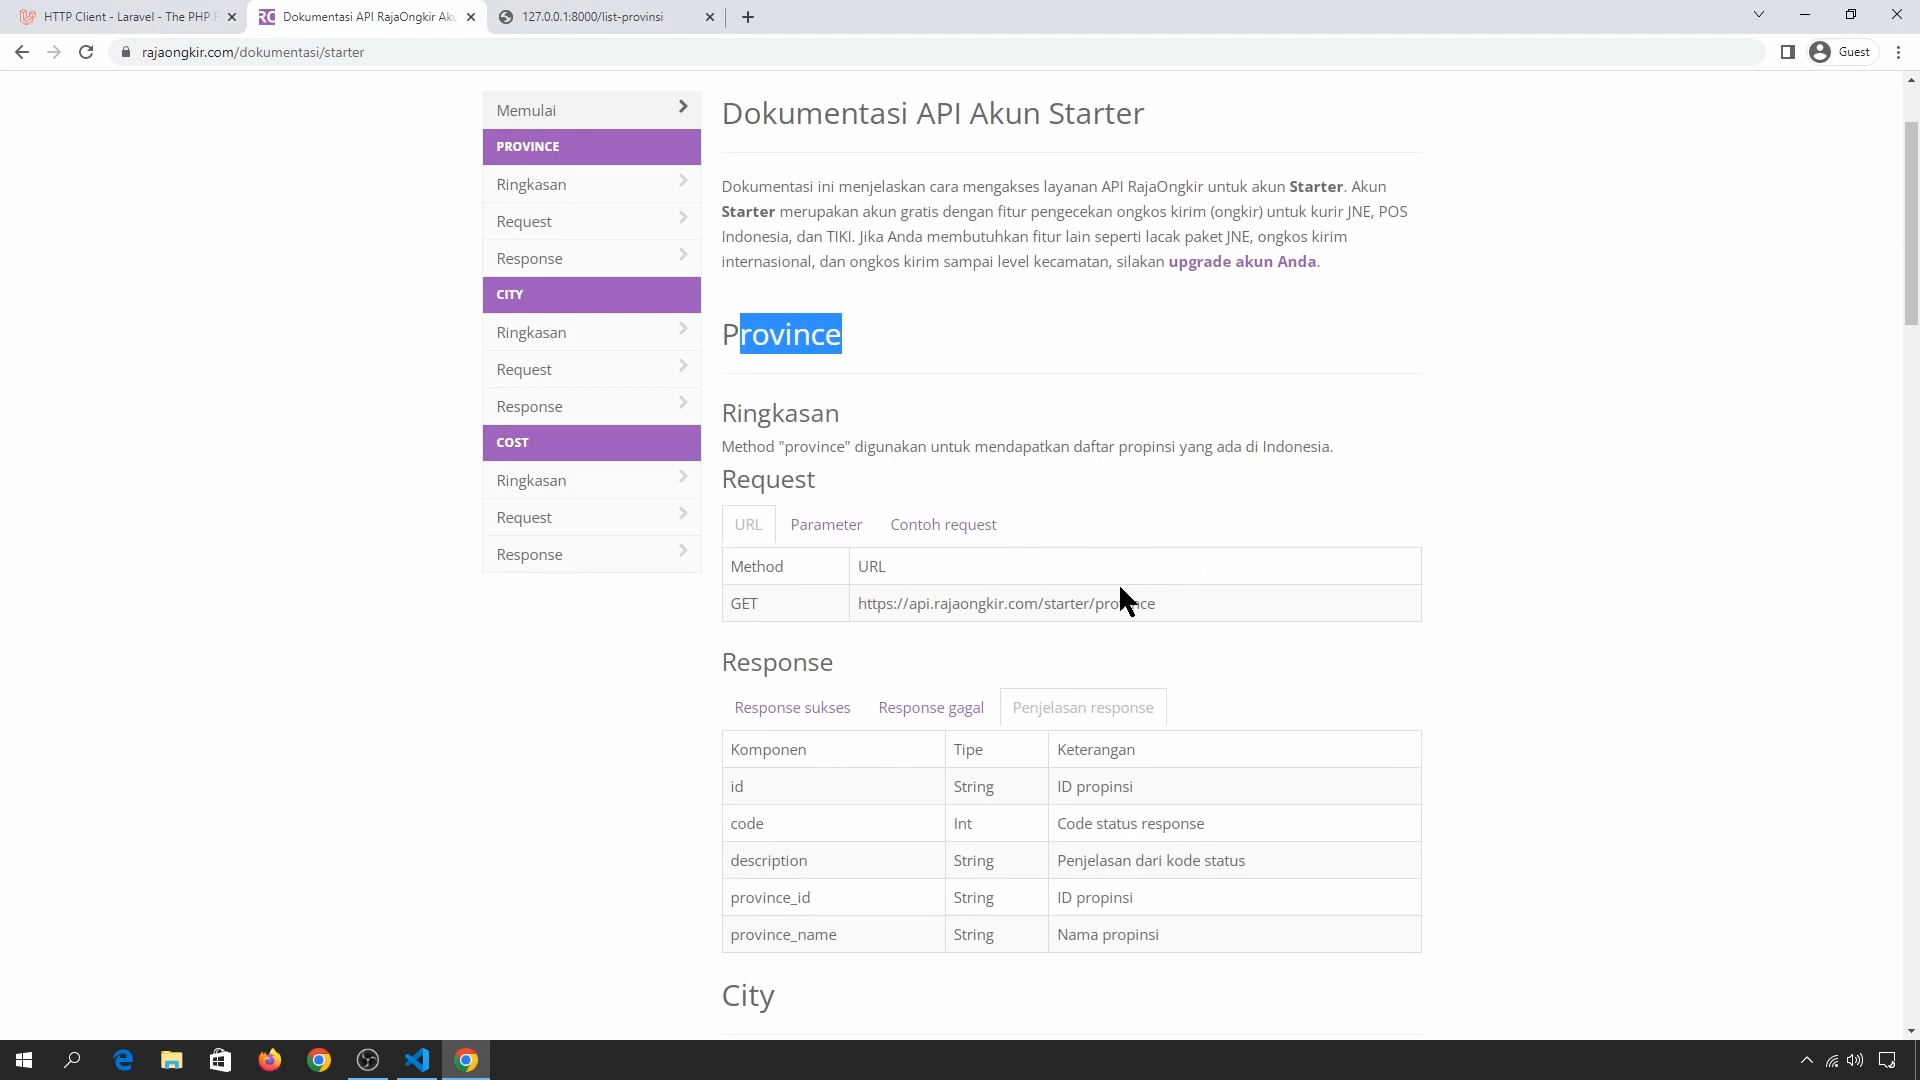 HTTP Client - Laravel - The PHP F
Dokumentasi API RajaOngkir Aku
127.0.0.1:8000/list-provinsi
rajaongkir.com/dokumentasi/starter
Guest
Memulai
PROVINCE
Ringkasan
Request
Response
CITY
Ringkasan
Request
Response
COST
Ringkasan
Request
Response
Dokumentasi API Akun Starter
Dokumentasi ini menjelaskan cara mengakses layanan API RajaOngkir untuk akun Starter. Akun
Starter merupakan akun gratis dengan fitur pengecekan ongkos kirim (ongkir) untuk kurir JNE, POS
Indonesia, dan TIKI. Jika Anda membutuhkan fitur lain seperti lacak paket JNE, ongkos kirim
internasional, dan ongkos kirim sampai level kecamatan, silakan upgrade akun Anda.
Province
Ringkasan
Method "province" digunakan untuk mendapatkan daftar propinsi yang ada di Indonesia.
Request
URL Parameter Contoh request
Method URL
GET https://api.rajaongkir.com/starter/province
Response
Response sukses Response gagal Penjelasan response
Komponen Tipe Keterangan
id String ID propinsi
code Int Code status response
description String Penjelasan dari kode status
province_id String ID propinsi
province_name String Nama propinsi
City